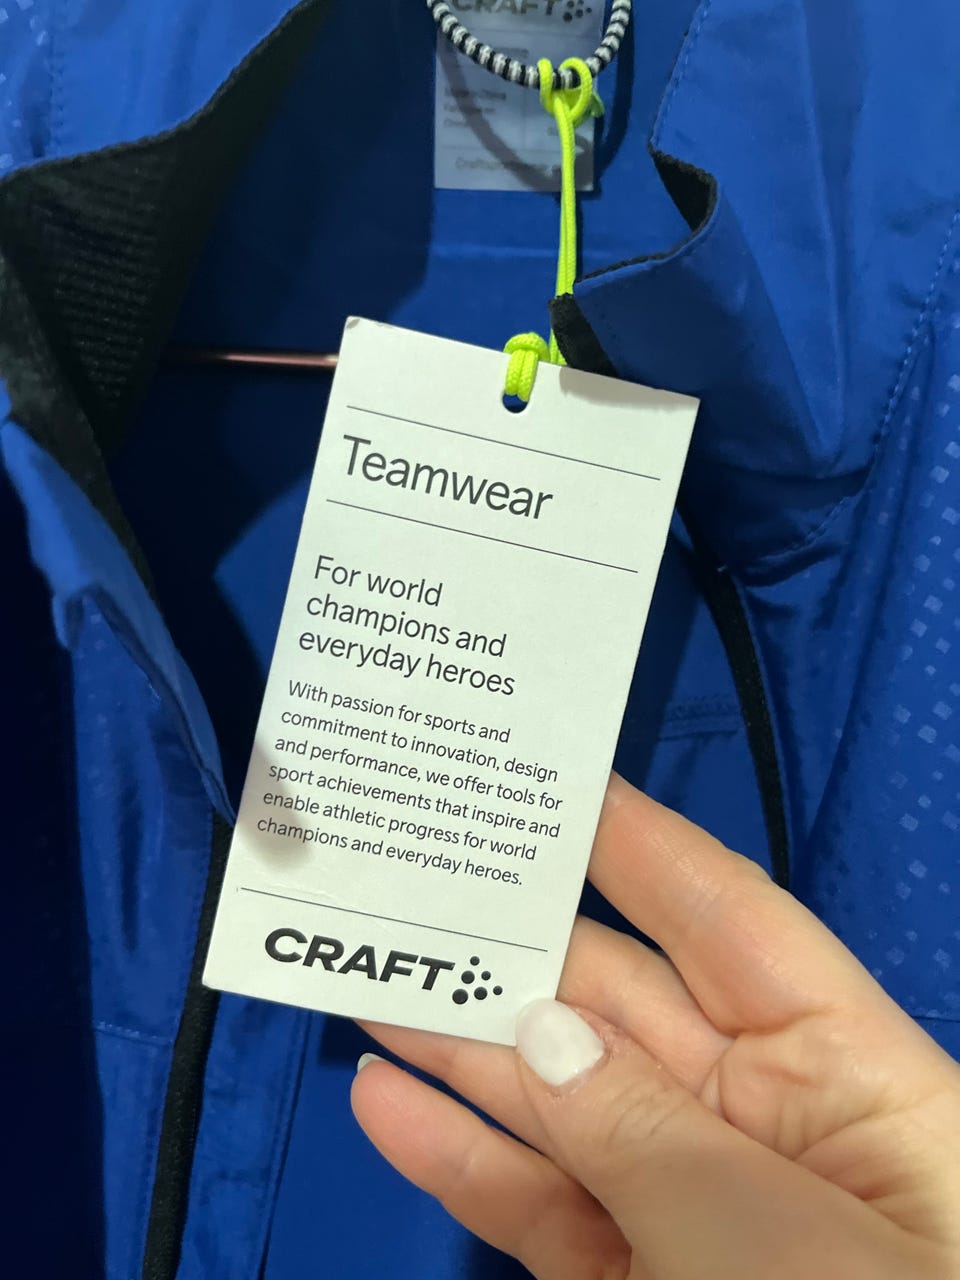 CRAFT
Teamwear
For world
champions and
everyday heroes
With passion for sports and
commitment to innovation, design
and performance, we offer tools for
sport achievements that inspire and
enable athletic progress for world
champions and everyday heroes.
CRAFT